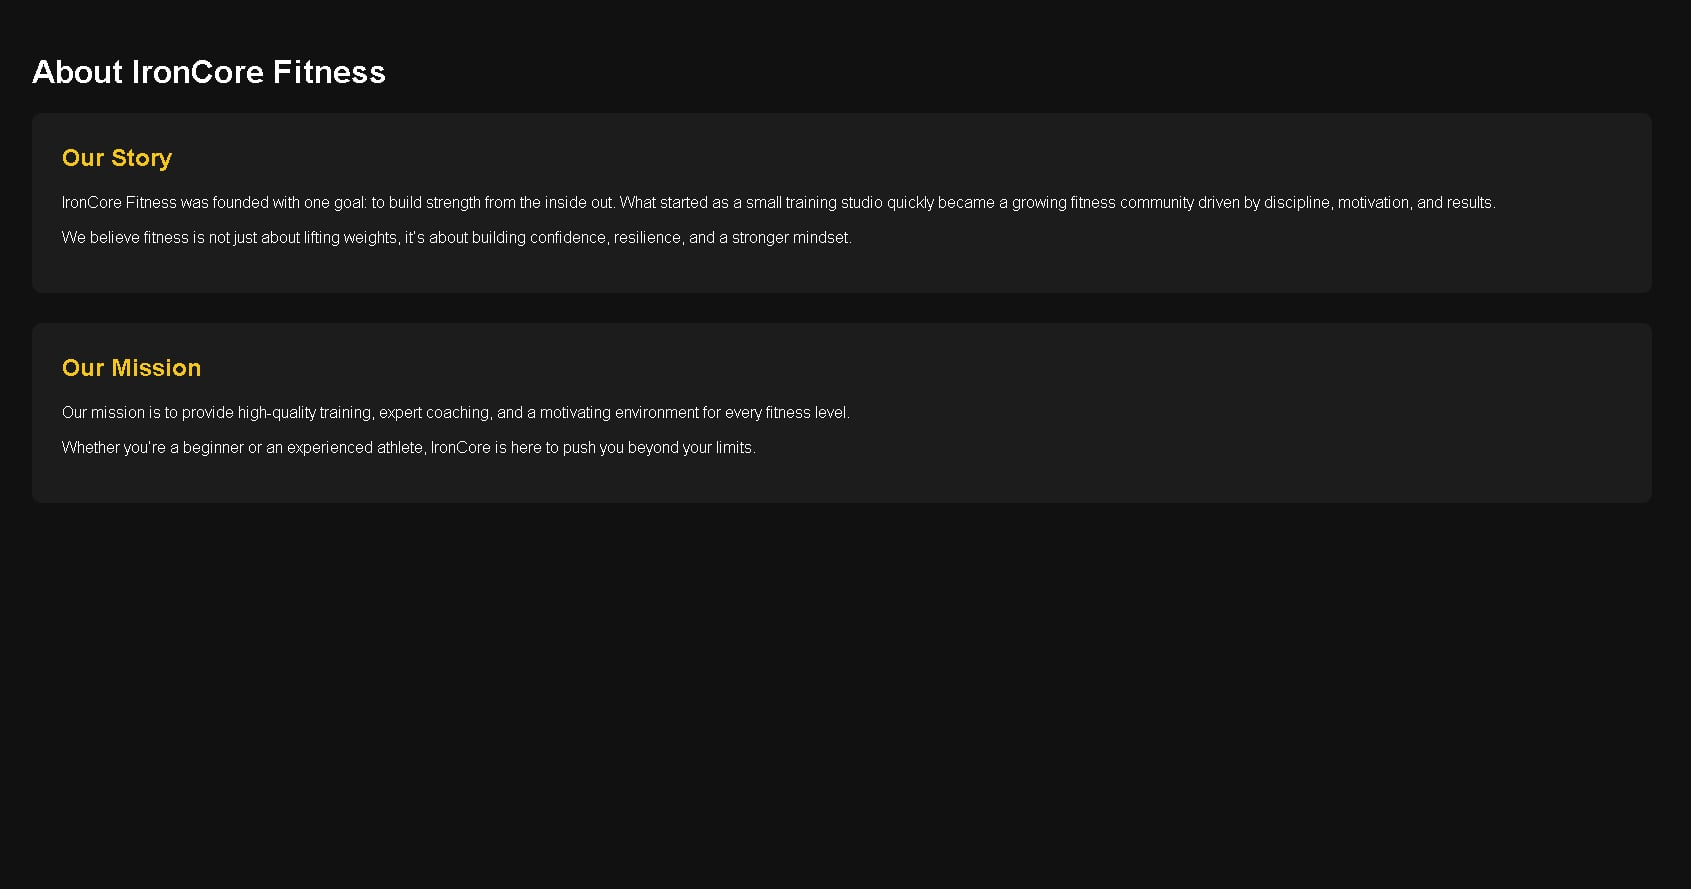 About IronCore Fitness
Our Story
IronCore Fitness was founded with one goal: to build strength from the inside out. What started as a small training studio quickly became a growing fitness community driven by discipline, motivation, and results.
We believe fitness is not just about lifting weights, it's about building confidence, resilience, and a stronger mindset.
Our Mission
Our mission is to provide high-quality training, expert coaching, and a motivating environment for every fitness level.
Whether you're a beginner or an experienced athlete, IronCore is here to push you beyond your limits.